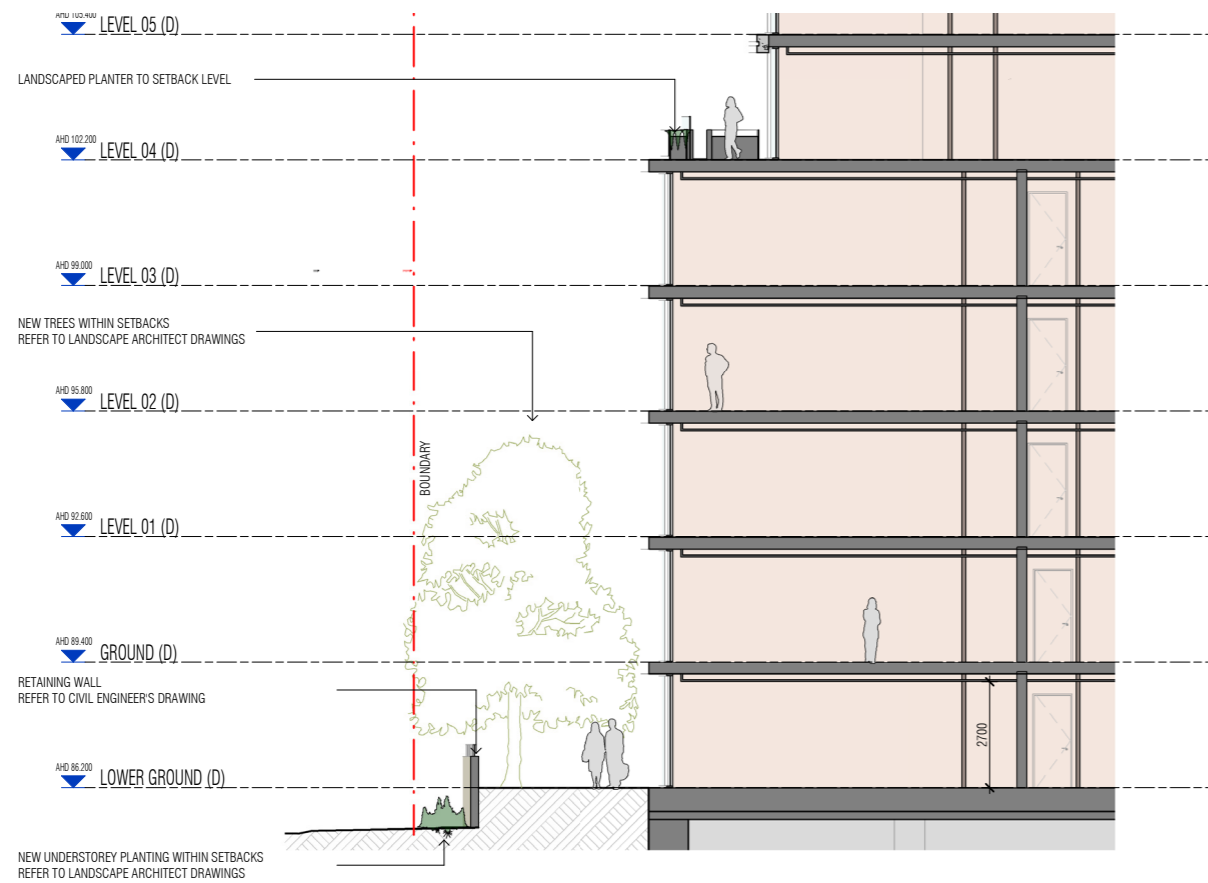 AHD 105.400
LEVEL 05 (D)
LANDSCAPED PLANTER TO SETBACK LEVEL
AHD 102.200
LEVEL 04 (D)
AHD 99.000
LEVEL 03 (D)
NEW TREES WITHIN SETBACKS
REFER TO LANDSCAPE ARCHITECT DRAWINGS
AHD 95.800
LEVEL 02 (D)
BOUNDARY
AHD 92.600
LEVEL 01 (D)
AHD 89.400
GROUND (D)
RETAINING WALL
REFER TO CIVIL ENGINEER'S DRAWING
2700
AHD 86.200
LOWER GROUND (D)
NEW UNDERSTOREY PLANTING WITHIN SETBACKS
REFER TO LANDSCAPE ARCHITECT DRAWINGS